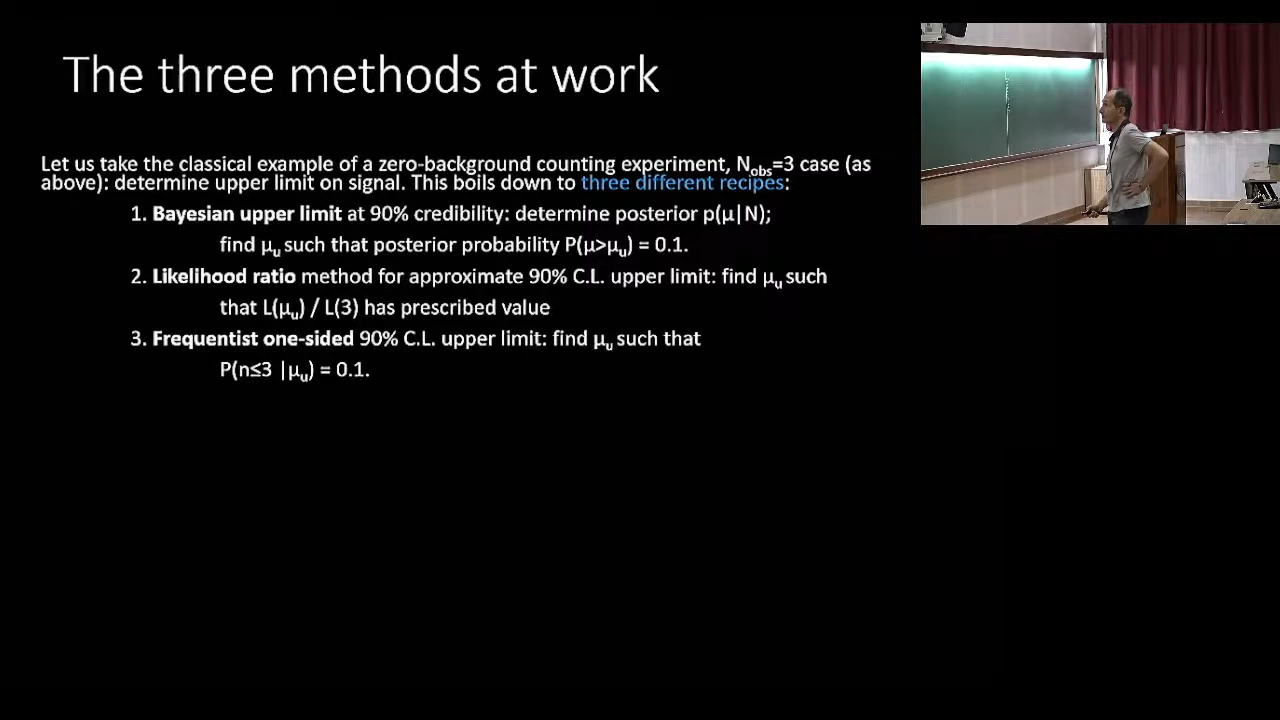 The three methods at work
Let us take the classical example of a zero-background counting experiment, Nobs=3 case (as
above): determine upper limit on signal. This boils down to three different recipes:
1. Bayesian upper limit at 90% credibility: determine posterior p(μ|N);
find μu such that posterior probability P(μ>μu) = 0.1.
2. Likelihood ratio method for approximate 90% C.L. upper limit: find μu such
that L(μu) / L(3) has prescribed value
3. Frequentist one-sided 90% C.L. upper limit: find μu such that
P(n≤3 |μu) = 0.1.